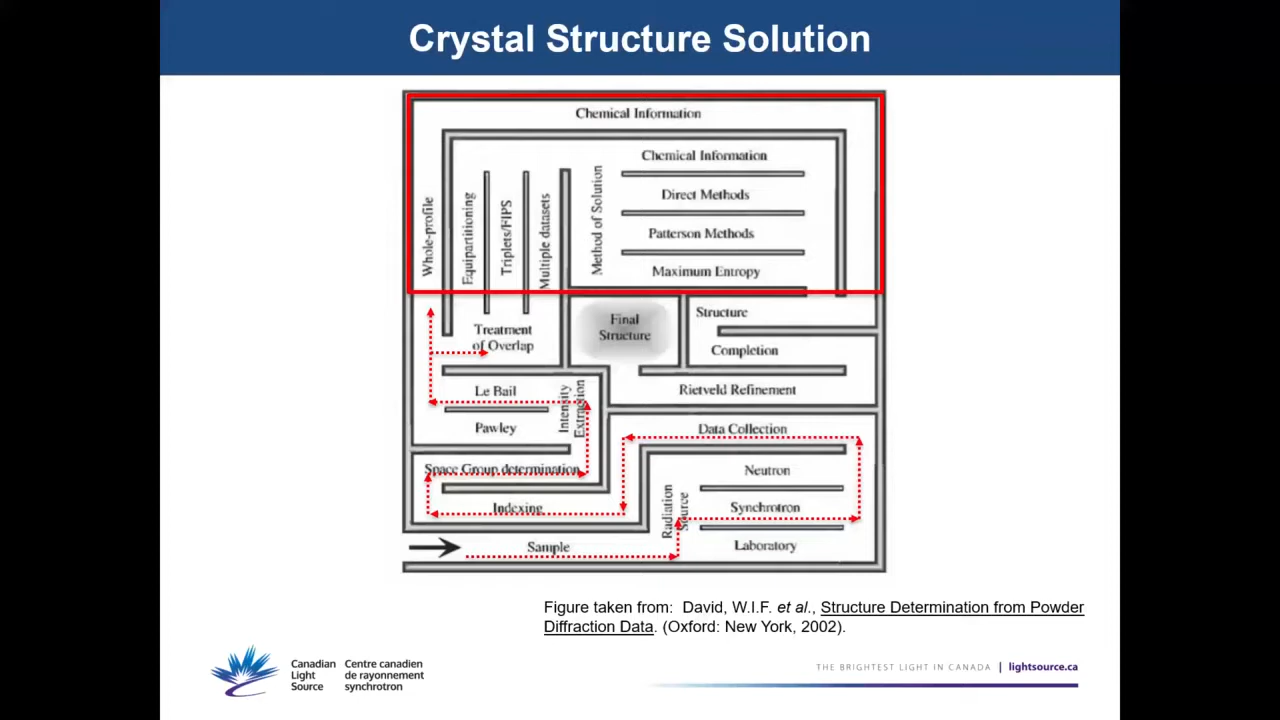 Crystal Structure Solution
Chemical Information
Whole-profile
Equipartitioning
Triplets/FIPS
Multiple datasets
Method of Solution
Chemical Information
Direct Methods
Patterson Methods
Maximum Entropy
Treatment
of Overlap
Final
Structure
Structure
Completion
Rietveld Refinement
Le Bail
Pawley
Intensity
Extraction
Space Group determination
Indexing
Data Collection
Neutron
Synchrotron
Laboratory
Radiation
Source
Sample
Figure taken from: David, W.I.F. et al., Structure Determination from Powder
Diffraction Data. (Oxford: New York, 2002).
Canadian
Light
Source
Centre canadien
de rayonnement
synchrotron
THE BRIGHTEST LIGHT IN CANADA | lightsource.ca